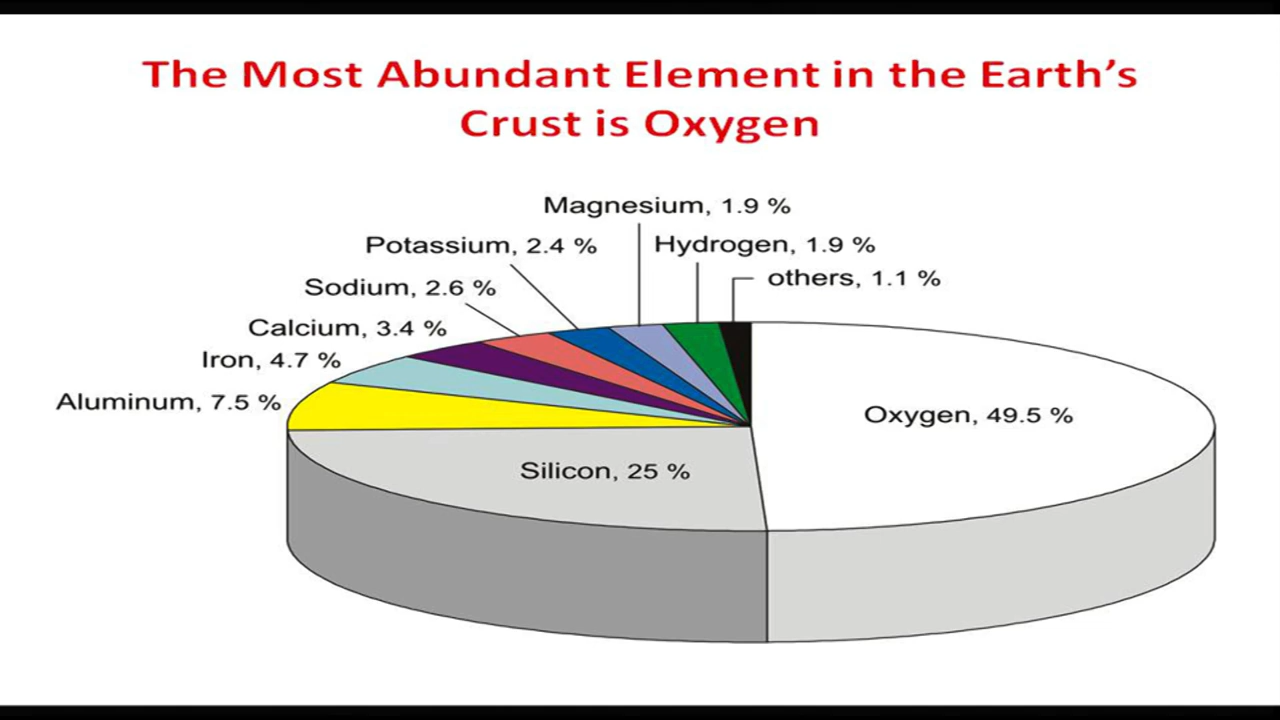 The Most Abundant Element in the Earth’s
Crust is Oxygen
Magnesium, 1.9 %
Potassium, 2.4 %
Hydrogen, 1.9 %
others, 1.1 %
Sodium, 2.6 %
Calcium, 3.4 %
Iron, 4.7 %
Aluminum, 7.5 %
Oxygen, 49.5 %
Silicon, 25 %